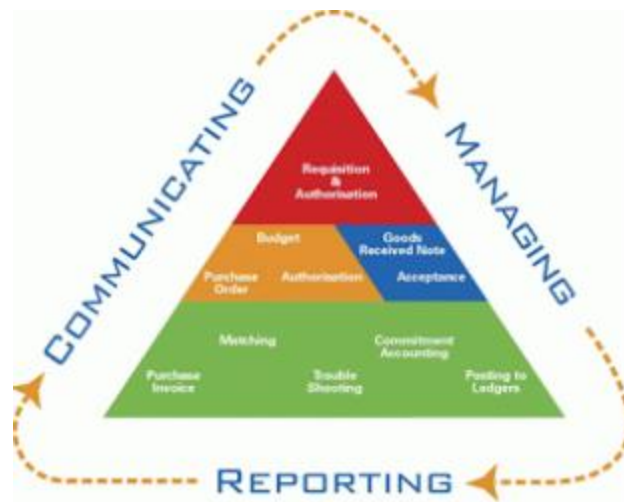 COMMUNICATING
MANAGING
Requisition
&
Authorisation
Budget
Goods
Received Note
Purchase
Order
Authorisation
Acceptance
Matching
Commitment
Accounting
Purchase
Invoice
Trouble
Shooting
Posting to
Ledgers
REPORTING